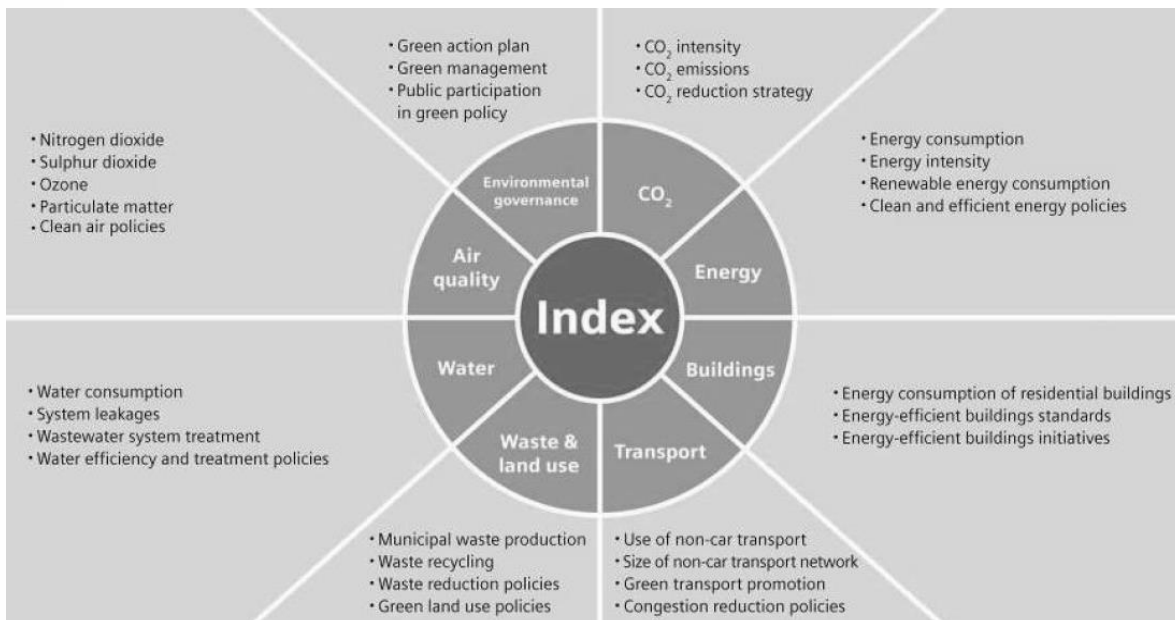 • Green action plan
• Green management
• Public participation
in green policy
• CO₂ intensity
• CO₂ emissions
• CO₂ reduction strategy
• Nitrogen dioxide
• Sulphur dioxide
• Ozone
• Particulate matter
• Clean air policies
• Energy consumption
• Energy intensity
• Renewable energy consumption
• Clean and efficient energy policies
Environmental
governance
CO₂
Air
quality
Energy
Index
Water
Buildings
Waste &
land use
Transport
• Water consumption
• System leakages
• Wastewater system treatment
• Water efficiency and treatment policies
• Energy consumption of residential buildings
• Energy-efficient buildings standards
• Energy-efficient buildings initiatives
• Municipal waste production
• Waste recycling
• Waste reduction policies
• Green land use policies
• Use of non-car transport
• Size of non-car transport network
• Green transport promotion
• Congestion reduction policies